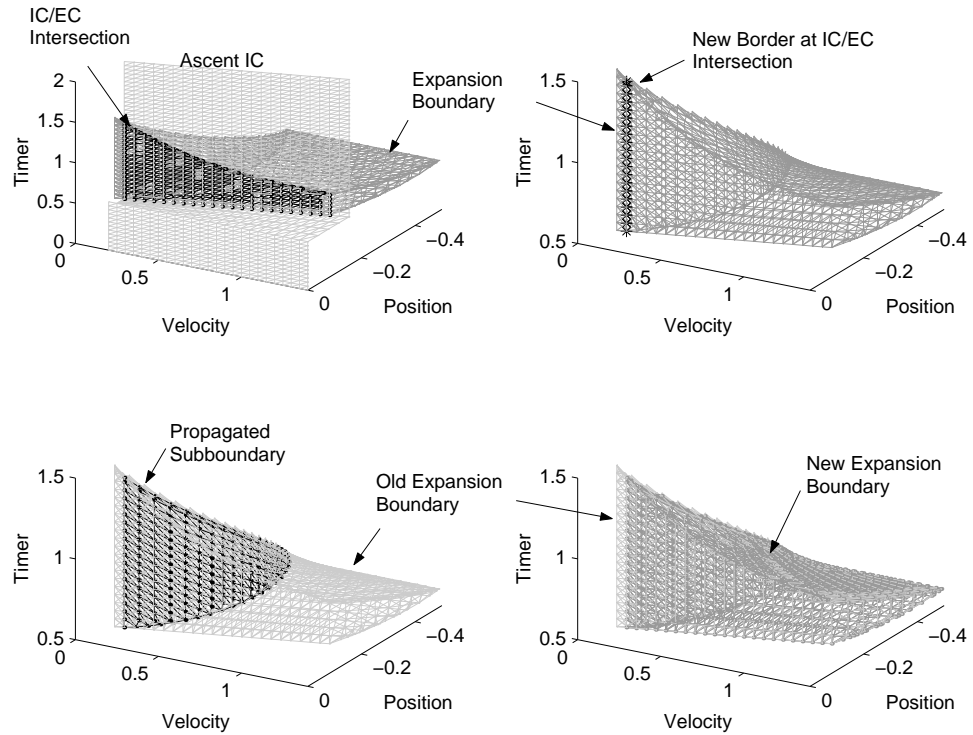 IC/EC
Intersection
Ascent IC
Expansion
Boundary
2
1.5
1
0.5
0
Timer
0
0.5
1
Velocity
0
−0.2
−0.4
Position
New Border at IC/EC
Intersection
1.5
1
0.5
Timer
0
0.5
1
Velocity
0
−0.2
−0.4
Position
Propagated
Subboundary
Old Expansion
Boundary
1.5
1
0.5
Timer
0
0.5
1
Velocity
0
−0.2
−0.4
Position
New Expansion
Boundary
1.5
1
0.5
Timer
0
0.5
1
Velocity
0
−0.2
−0.4
Position